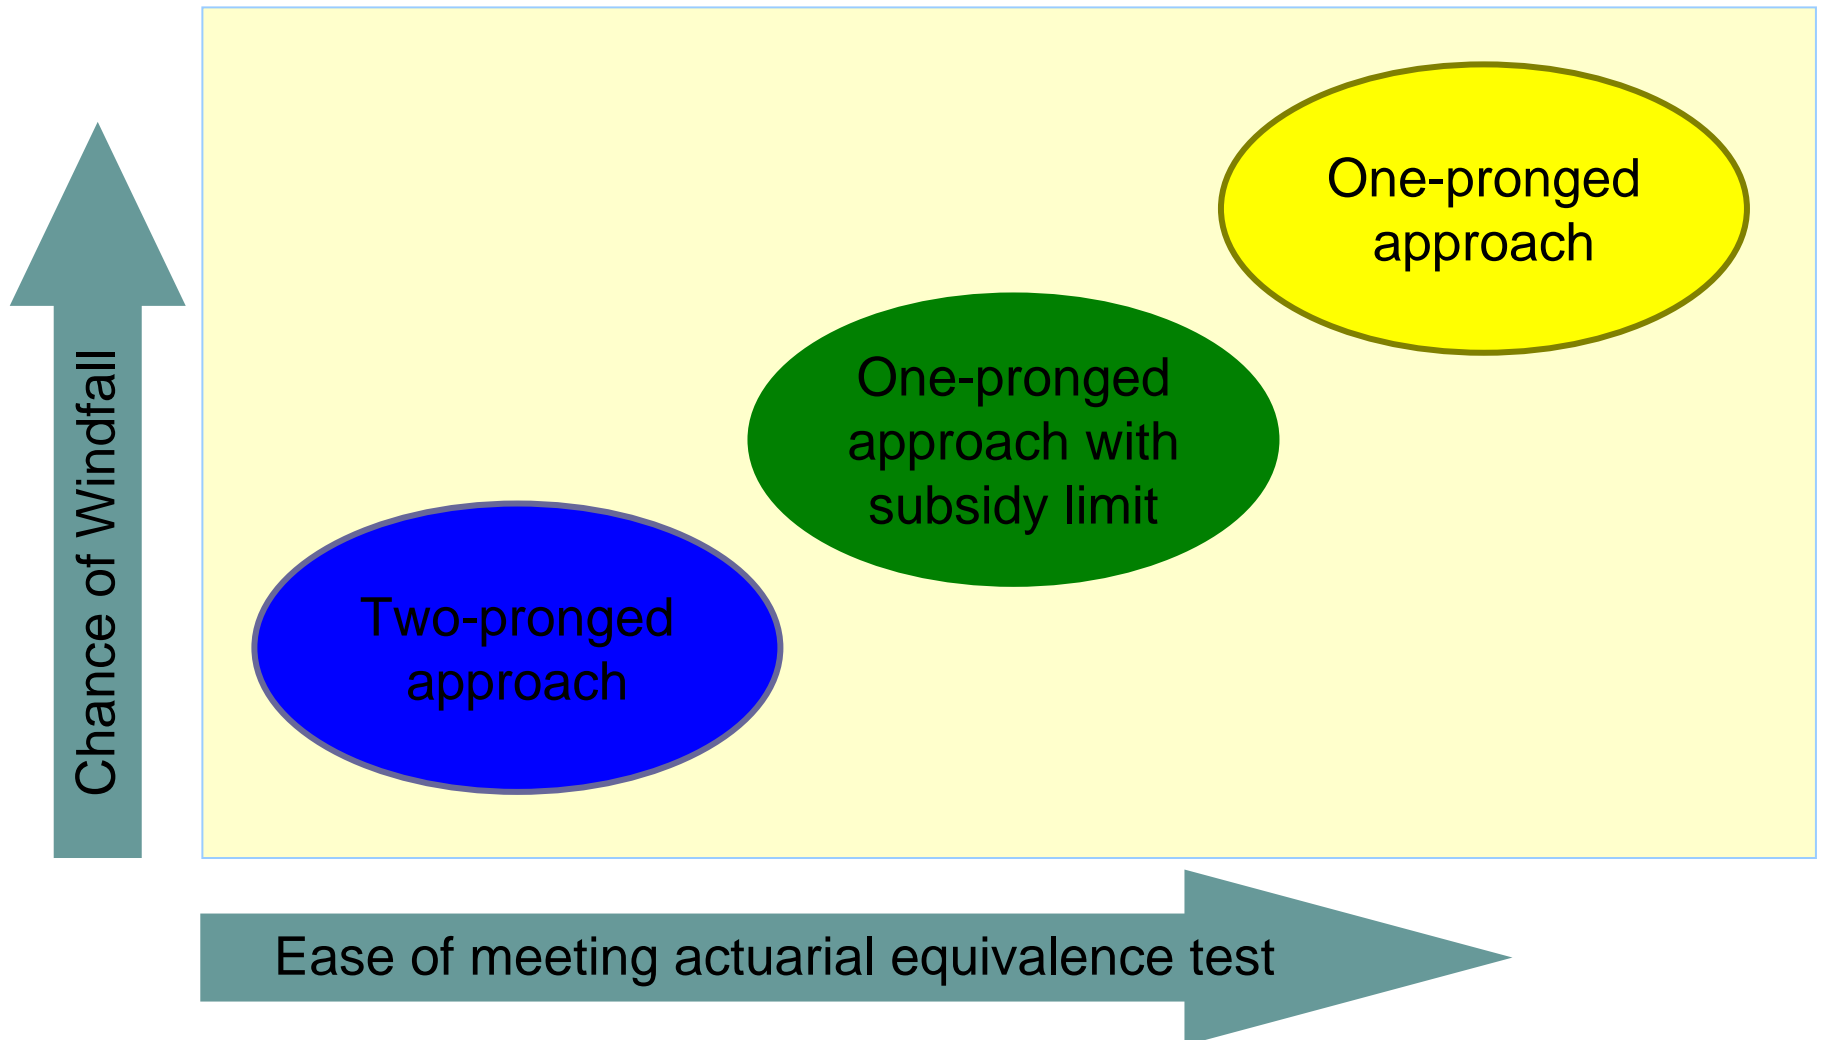 One-pronged
approach
One-pronged
approach with
subsidy limit
Two-pronged
approach
Chance of Windfall
Ease of meeting actuarial equivalence test